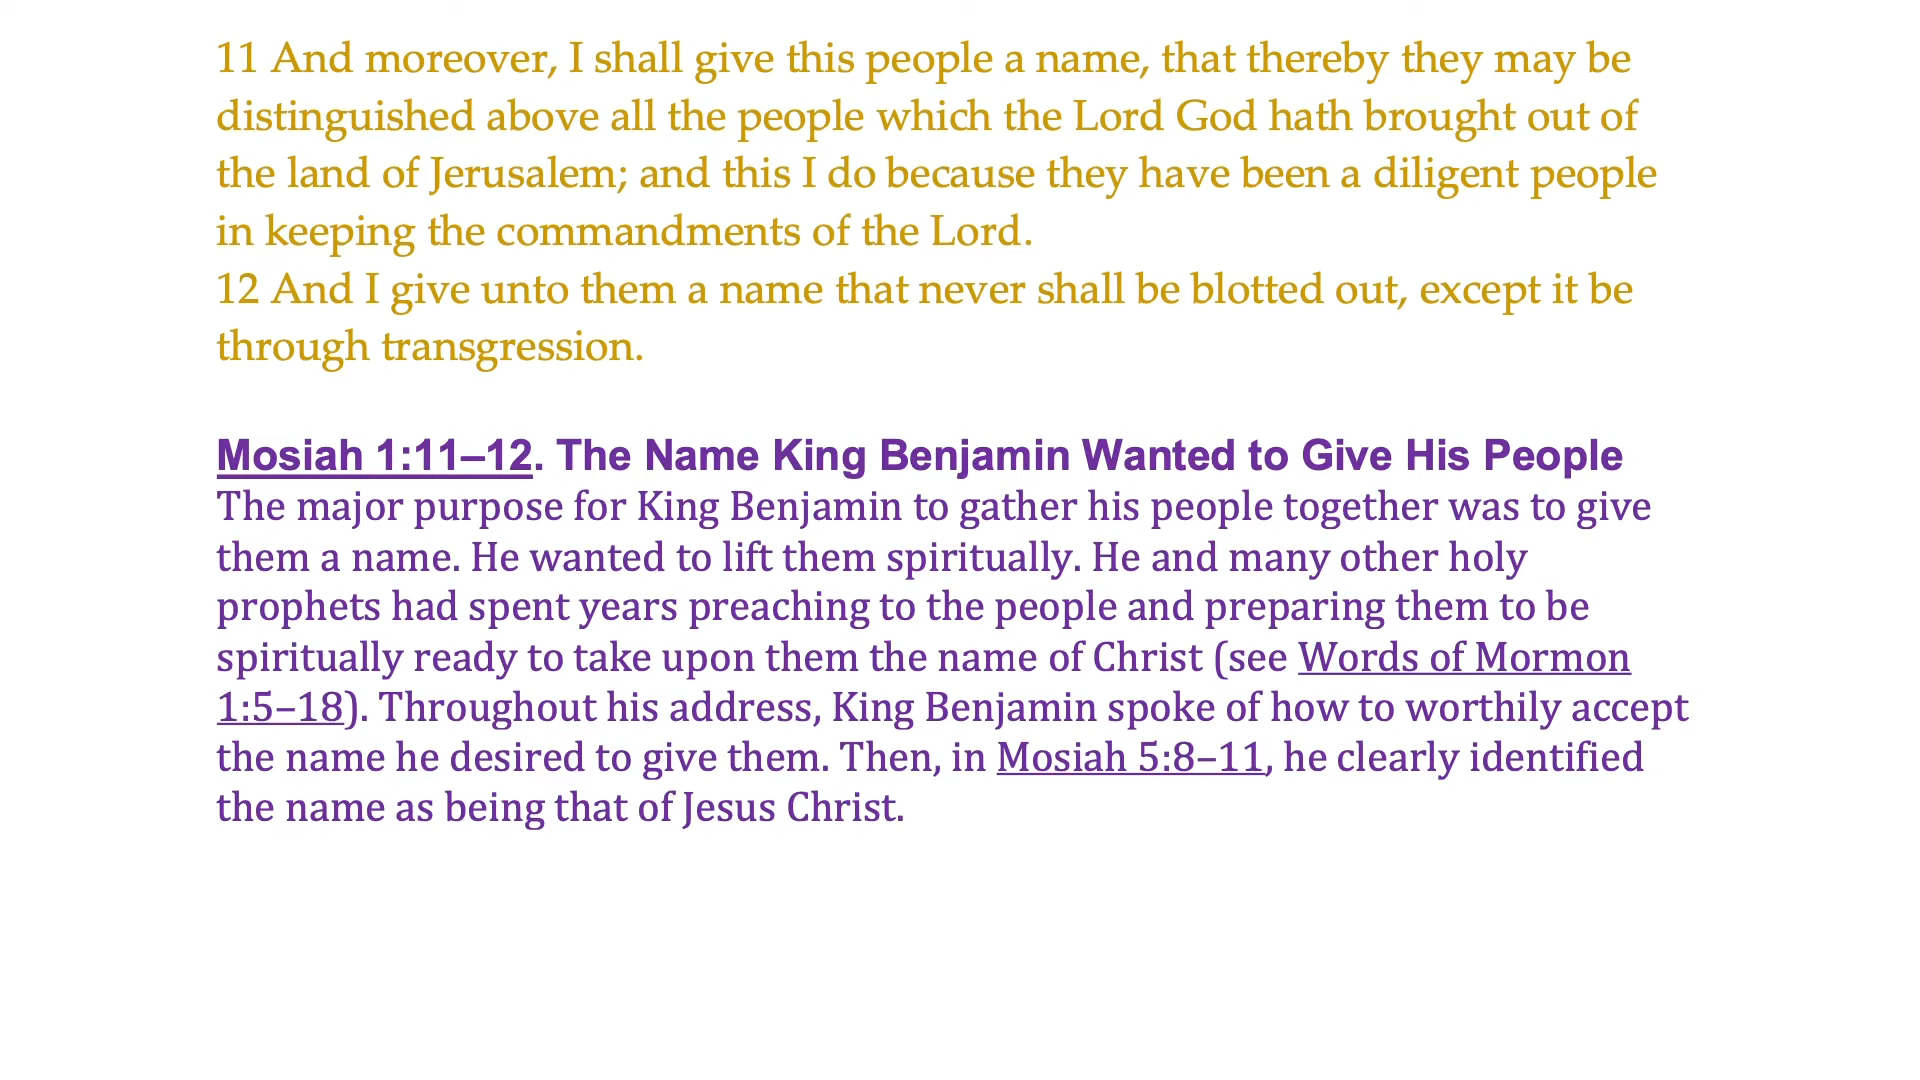 11 And moreover, I shall give this people a name, that thereby they may be
distinguished above all the people which the Lord God hath brought out of
the land of Jerusalem; and this I do because they have been a diligent people
in keeping the commandments of the Lord.
12 And I give unto them a name that never shall be blotted out, except it be
through transgression.
Mosiah 1:11–12. The Name King Benjamin Wanted to Give His People
The major purpose for King Benjamin to gather his people together was to give
them a name. He wanted to lift them spiritually. He and many other holy
prophets had spent years preaching to the people and preparing them to be
spiritually ready to take upon them the name of Christ (see Words of Mormon
1:5–18). Throughout his address, King Benjamin spoke of how to worthily accept
the name he desired to give them. Then, in Mosiah 5:8–11, he clearly identified
the name as being that of Jesus Christ.